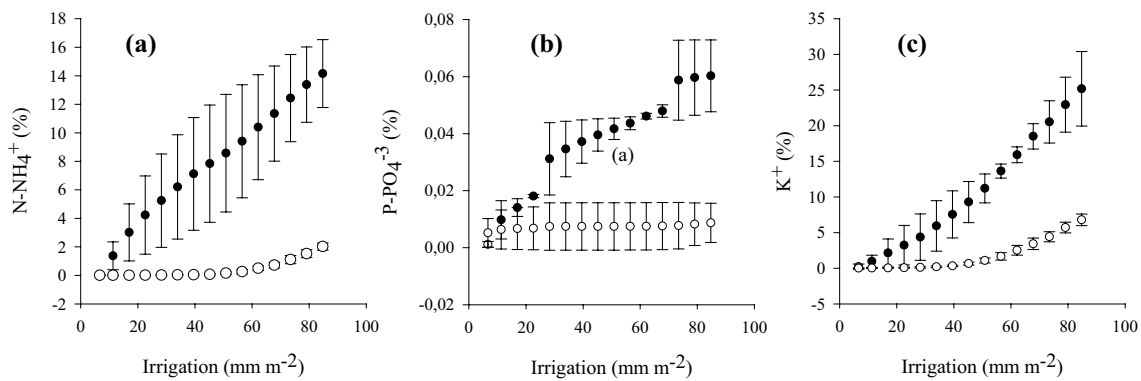 (a)
N-NH4+ (%)
18
16
14
12
10
8
6
4
2
0
-2
0 20 40 60 80 100
Irrigation (mm m-2)
(b)
P-PO4-3 (%)
0,08
0,06
0,04
0,02
0,00
-0,02
(a)
0 20 40 60 80 100
Irrigation (mm m-2)
(c)
K+ (%)
35
30
25
20
15
10
5
0
-5
0 20 40 60 80 100
Irrigation (mm m-2)